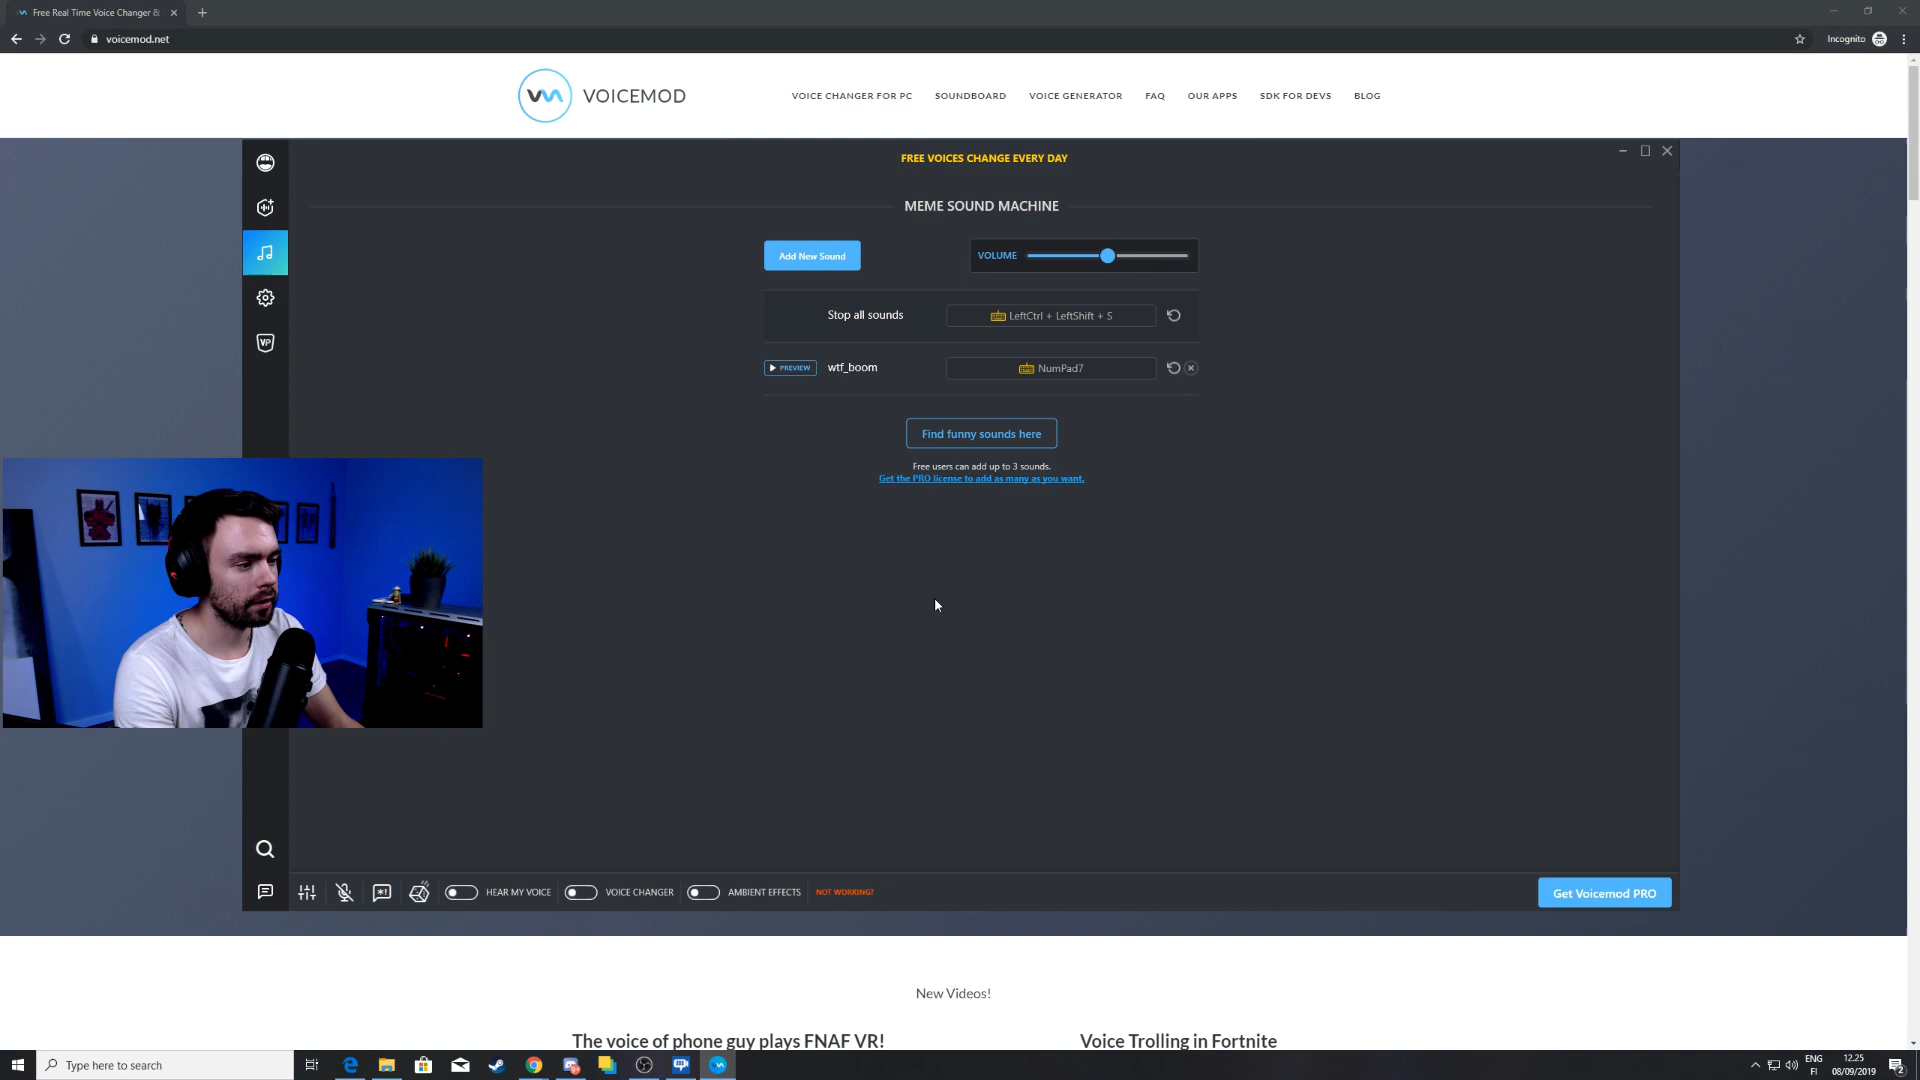 Free Real Time Voice Changer &
voicemod.net
Incognito
VOICEMOD
VOICE CHANGER FOR PC
SOUNDBOARD
VOICE GENERATOR
FAQ
OUR APPS
SDK FOR DEVS
BLOG
FREE VOICES CHANGE EVERY DAY
MEME SOUND MACHINE
Add New Sound
VOLUME
Stop all sounds
LeftCtrl + LeftShift + S
PREVIEW
wtf_boom
NumPad7
Find funny sounds here
Free users can add up to 3 sounds.
Get the PRO license to add as many as you want.
VP
HEAR MY VOICE
VOICE CHANGER
AMBIENT EFFECTS
NOT WORKING?
Get Voicemod PRO
New Videos!
The voice of phone guy plays FNAF VR!
Voice Trolling in Fortnite
Type here to search
ENG
FI
12.25
08/09/2019